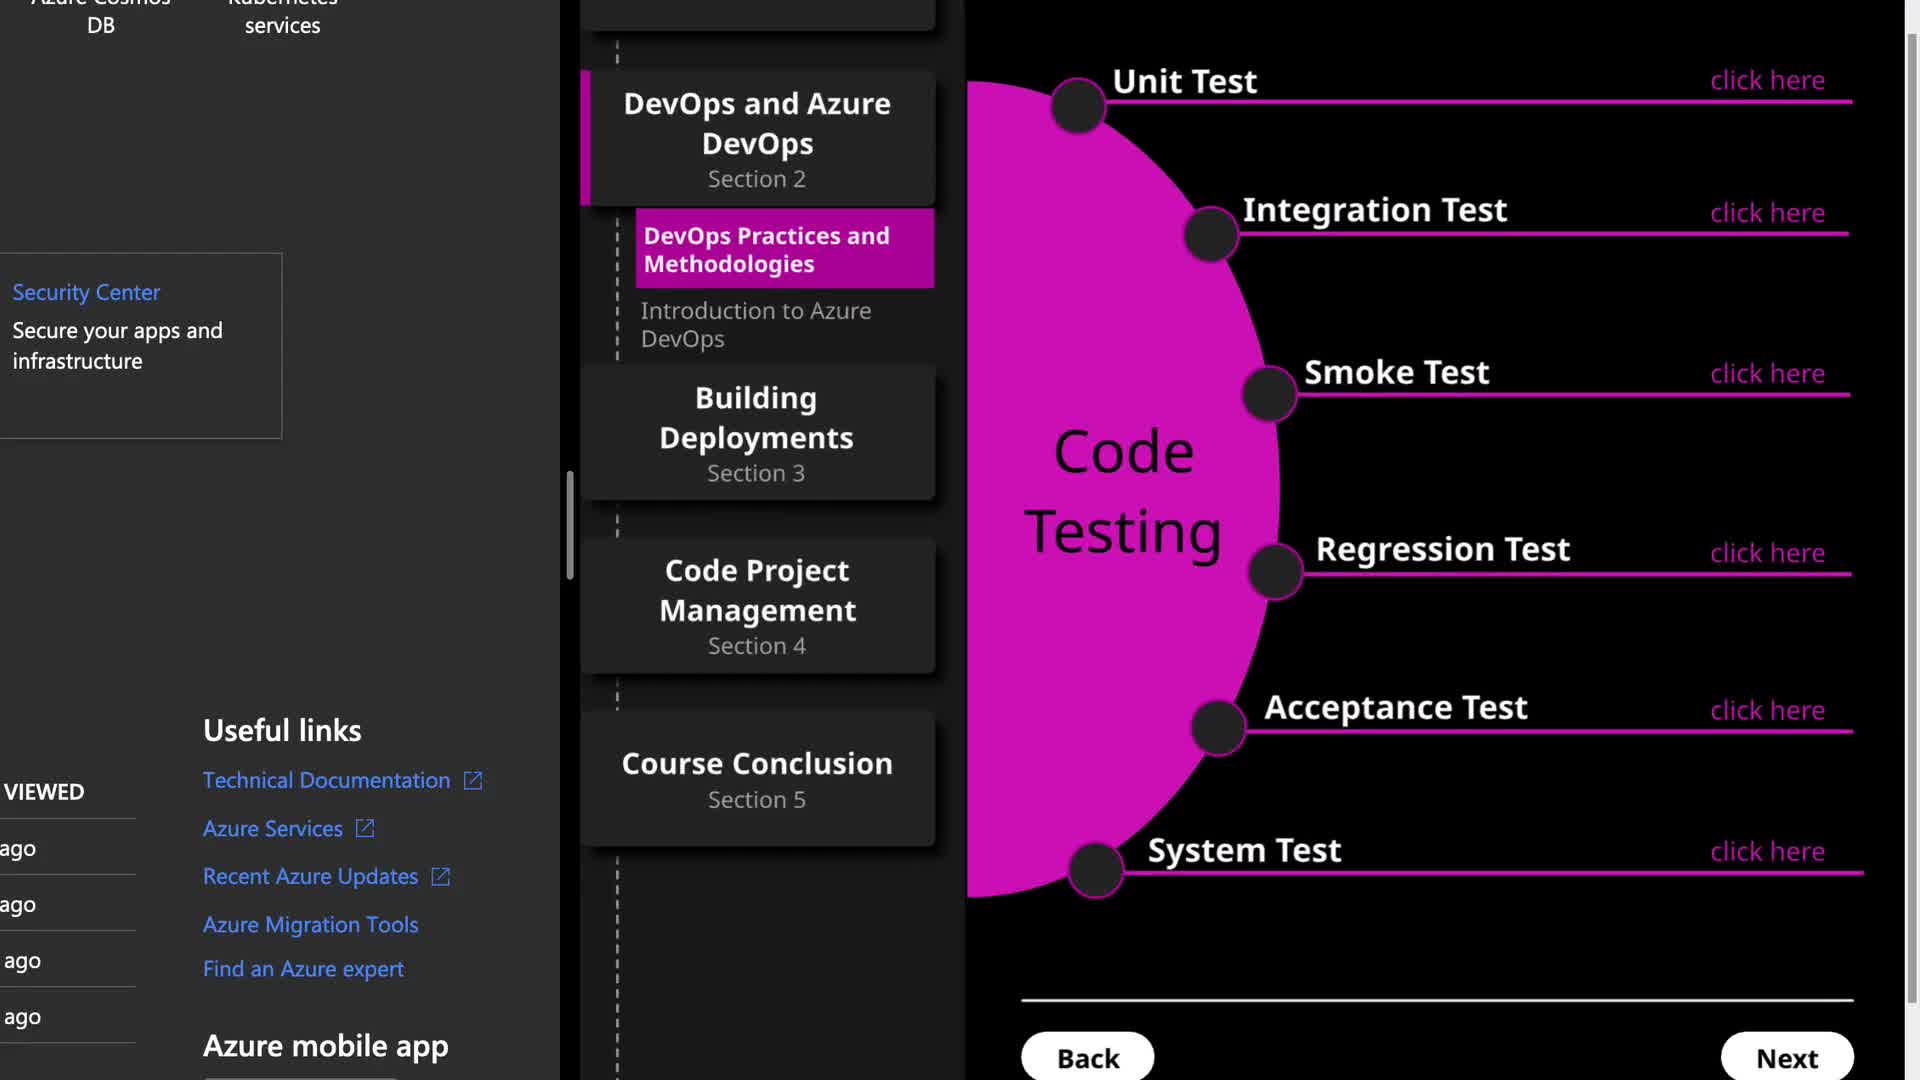 Azure Cosmos
DB
Kubernetes
services
Security Center
Secure your apps and
infrastructure
VIEWED
ago
ago
ago
ago
Useful links
Technical Documentation
Azure Services
Recent Azure Updates
Azure Migration Tools
Find an Azure expert
Azure mobile app
DevOps and Azure
DevOps
Section 2
DevOps Practices and
Methodologies
Introduction to Azure
DevOps
Building
Deployments
Section 3
Code Project
Management
Section 4
Course Conclusion
Section 5
Code
Testing
Unit Test click here
Integration Test click here
Smoke Test click here
Regression Test click here
Acceptance Test click here
System Test click here
Back
Next